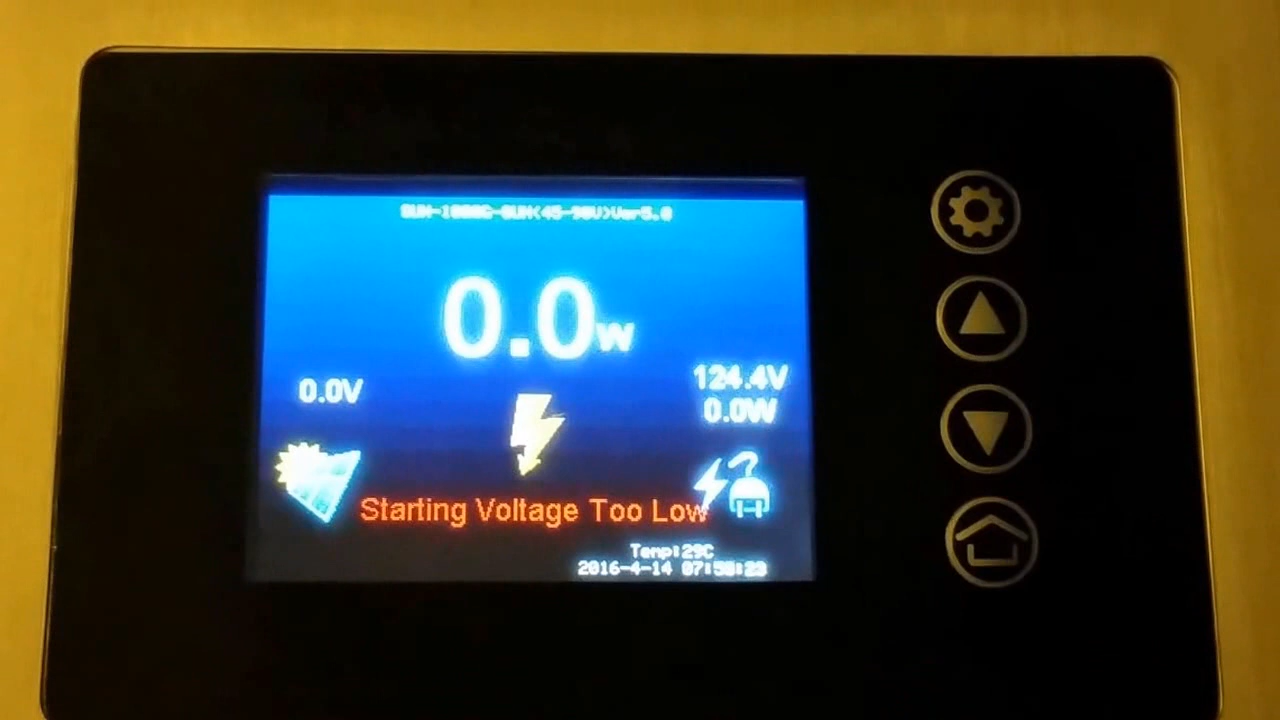 0.0w
0.0V
124.4V
0.0W
Starting Voltage Too Low
Temp:29C
2016-4-14